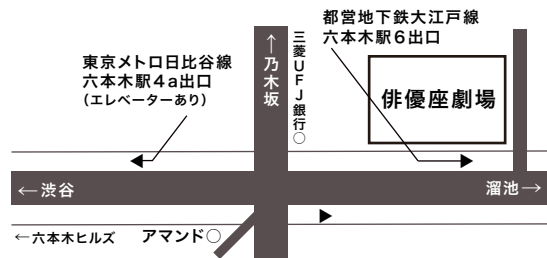 都営地下鉄大江戸線
六本木駅6出口
東京メトロ日比谷線
六本木駅4a出口
(エレベーターあり)
↑乃木坂
三菱UFJ銀行○
俳優座劇場
←渋谷
溜池→
←六本木ヒルズ
アマンド○